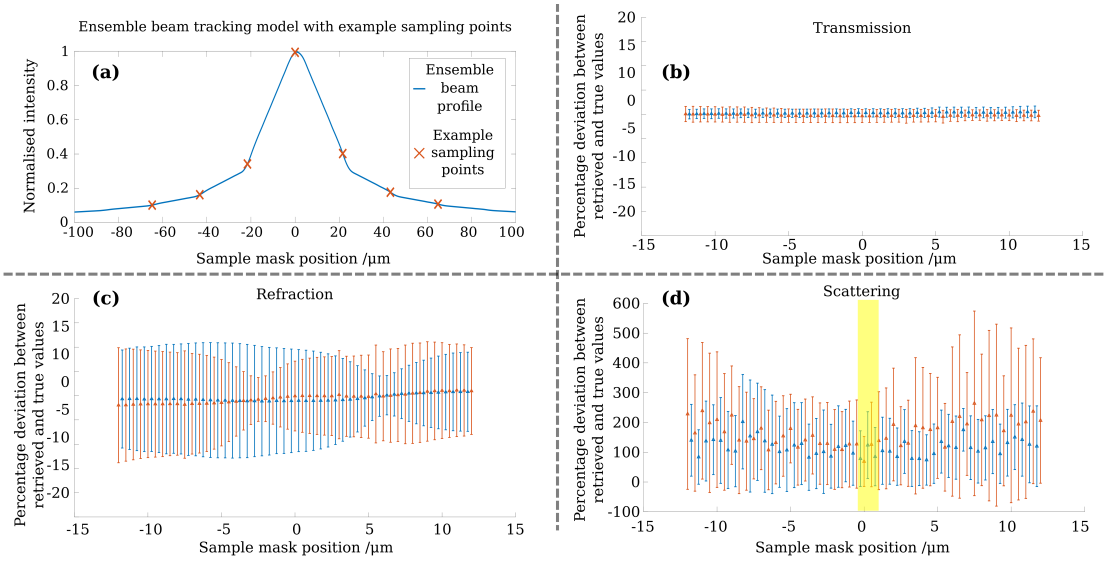 Ensemble beam tracking model with example sampling points
(a)
Normalised intensity
1
0.8
0.6
0.4
0.2
0
-100 -80 -60 -40 -20 0 20 40 60 80 100
Sample mask position /μm
Ensemble
beam
profile
Example
sampling
points
Transmission
(b)
Percentage deviation between
retrieved and true values
20
15
10
0
-5
-10
-15
-20
-15 -10 -5 0 5 10 15
Sample mask position /μm
Refraction
(c)
Percentage deviation between
retrieved and true values
20
15
10
0
-5
-10
-15
-20
-15 -10 -5 0 5 10 15
Sample mask position /μm
Scattering
(d)
Percentage deviation between
retrieved and true values
600
500
400
300
200
100
0
-100
-15 -10 -5 0 5 10 15
Sample mask position /μm